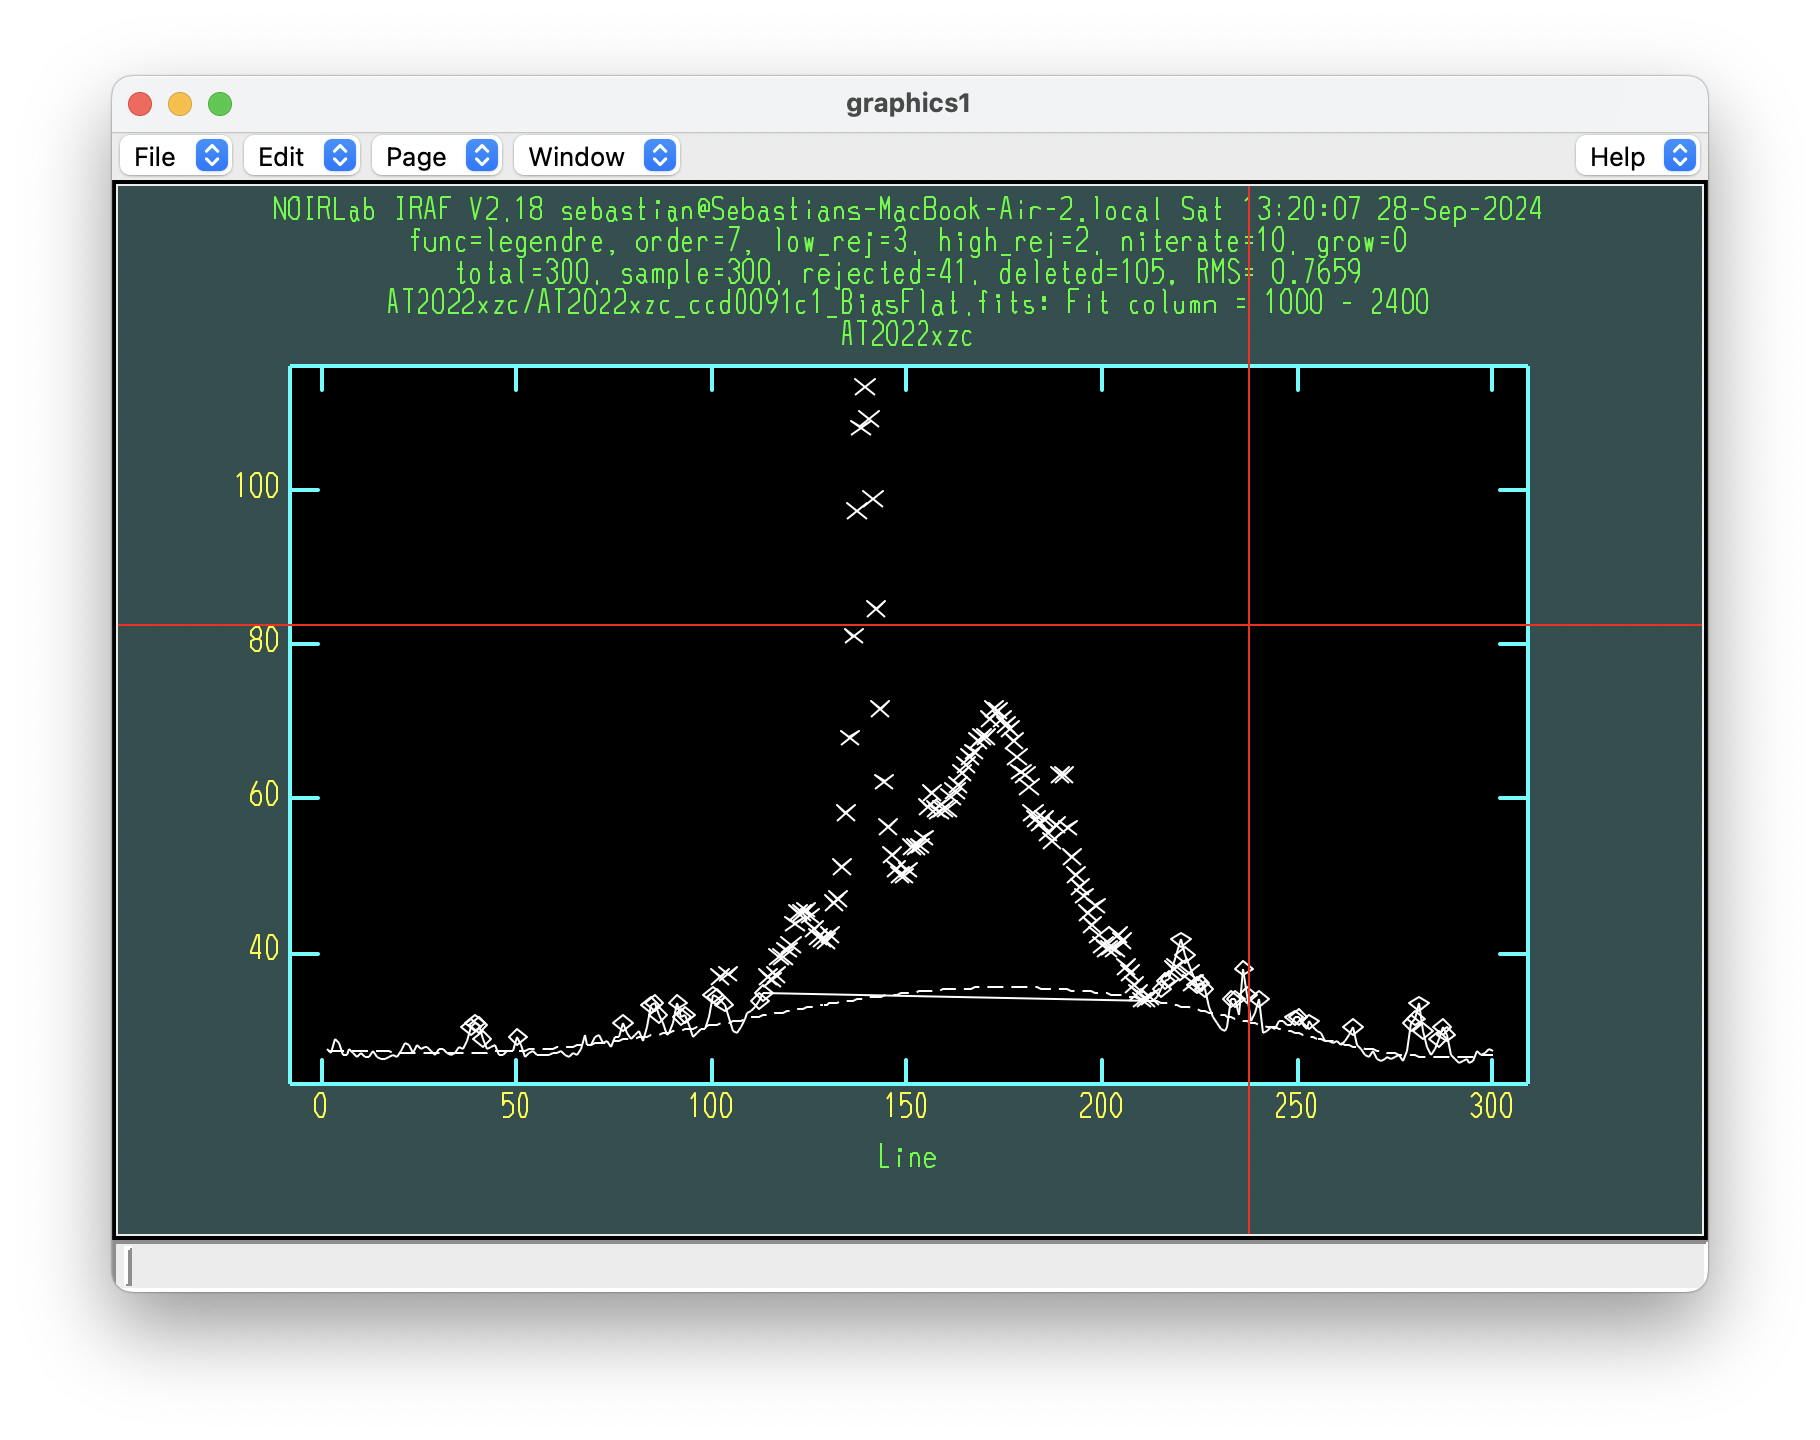 graphics1
File Edit Page Window Help
NOIRLab IRAF V2.18 sebastian@Sebastians-MacBook-Air-2.local Sat 13:20:07 28-Sep-2024
func=legendre, order=7, low_rej=3, high_rej=2, niterate=10, grow=0
total=300, sample=300, rejected=41, deleted=105, RMS= 0.7659
AT2022xzc/AT2022xzc_ccd0091c1_BiasFlat.fits: Fit column = 1000 - 2400
AT2022xzc
100
80
60
40
0 50 100 150 200 250 300
Line